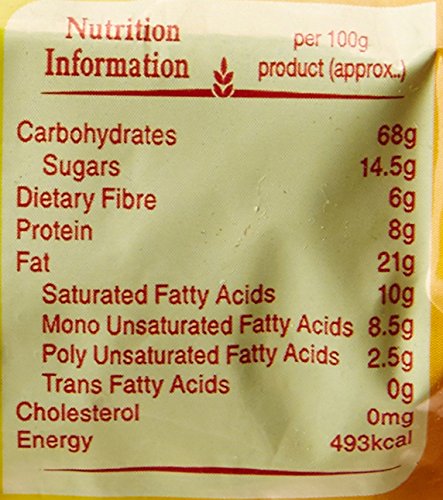 Nutrition Information
per 100g product (approx..)
Carbohydrates 68g
Sugars 14.5g
Dietary Fibre 6g
Protein 8g
Fat 21g
Saturated Fatty Acids 10g
Mono Unsaturated Fatty Acids 8.5g
Poly Unsaturated Fatty Acids 2.5g
Trans Fatty Acids 0g
Cholesterol 0mg
Energy 493kcal